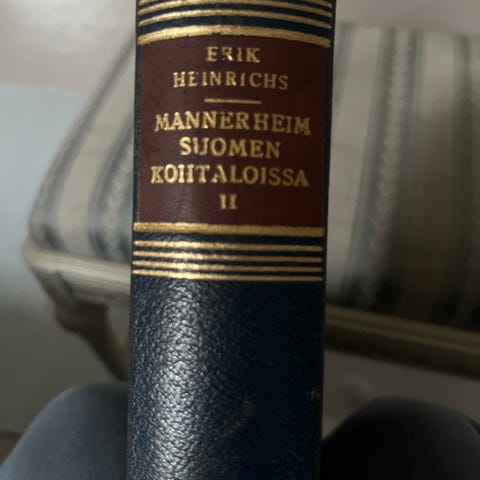 ERIK
HEINRICHS
MANNERHEIM
SUOMEN
KOHTALOISSA
II